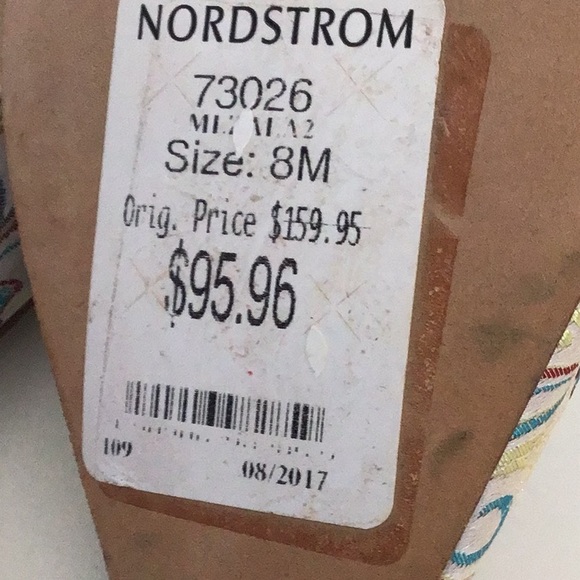 NORDSTROM
73026
Size: 8M
Orig. Price $159.95
$95.96
109
08/2017